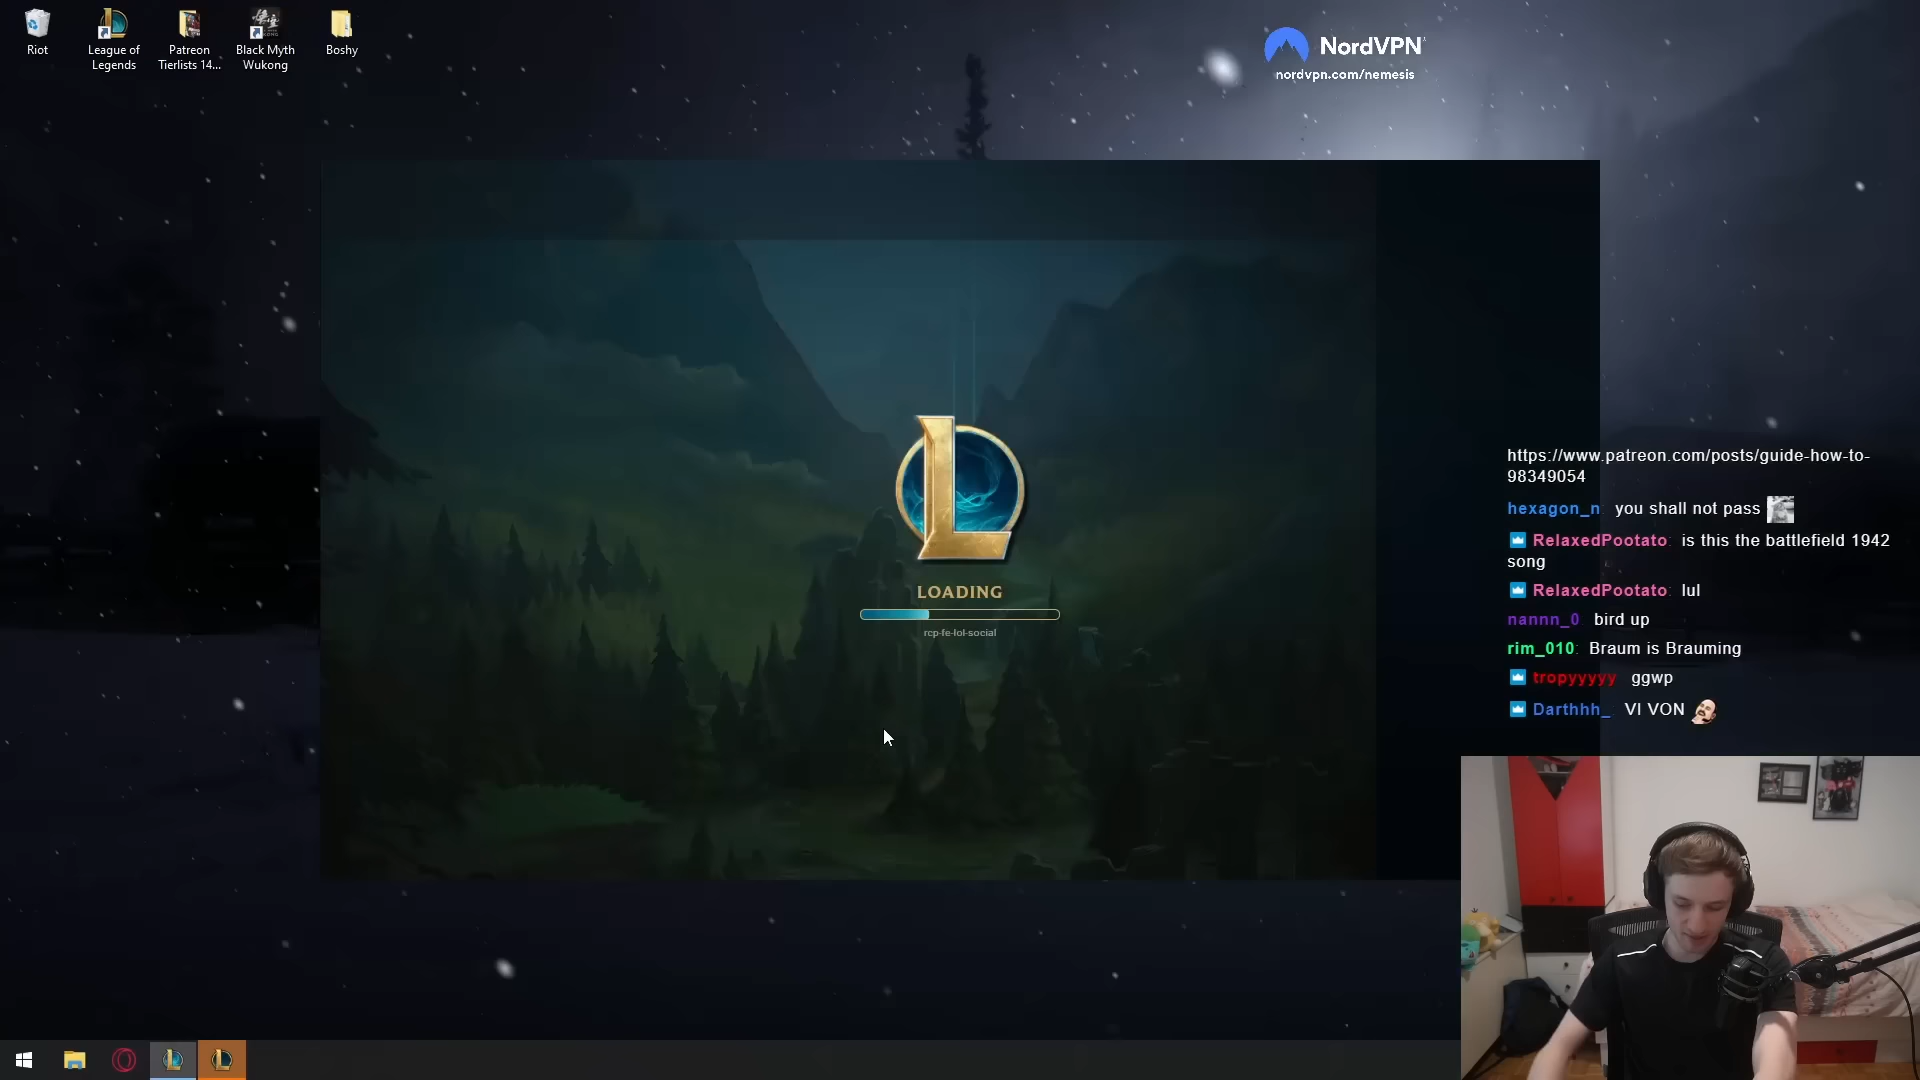 Riot
League of
Legends
Patreon
Tierlists 14...
Black Myth
Wukong
Boshy
NordVPN
nordvpn.com/nemesis
LOADING
rcp-fe-lol-social
https://www.patreon.com/posts/guide-how-to-
98349054
hexagon_n: you shall not pass
RelaxedPootato: is this the battlefield 1942
song
RelaxedPootato: lul
nannn_0: bird up
rim_010: Braum is Brauming
tropyyyyy: ggwp
Darthhh_: VI VON